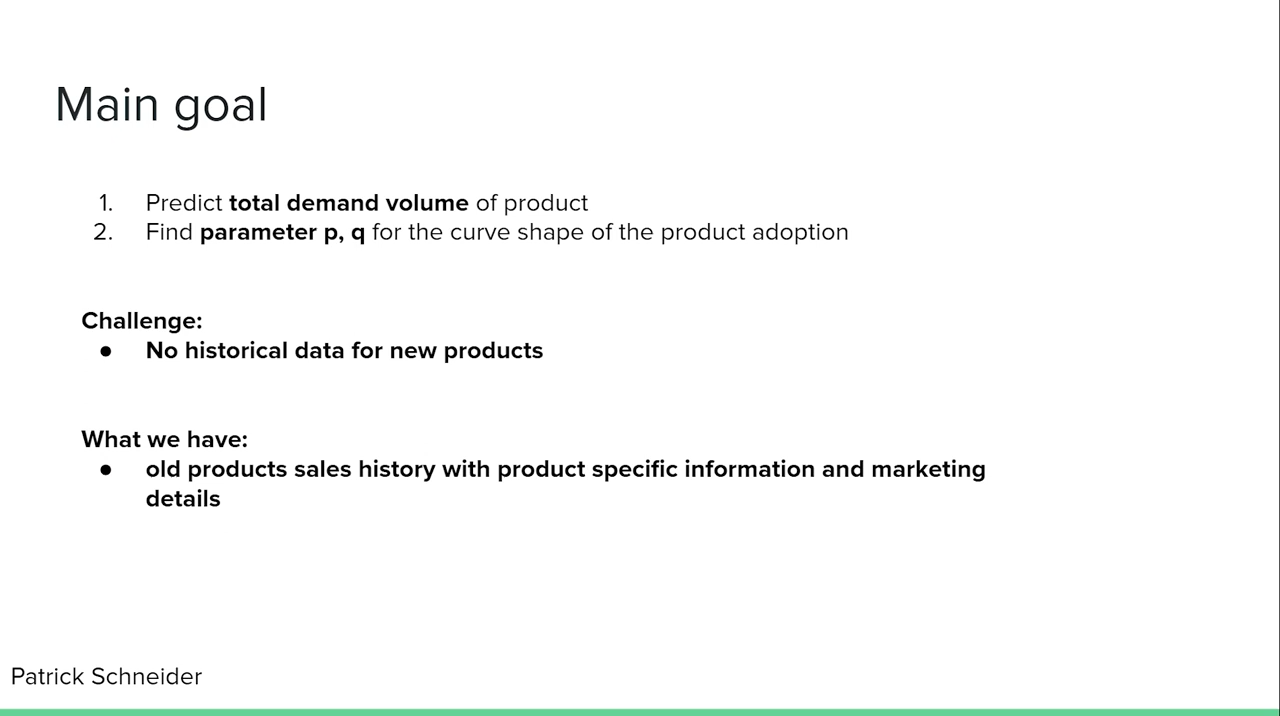 Main goal
1. Predict total demand volume of product
2. Find parameter p, q for the curve shape of the product adoption
Challenge:
● No historical data for new products
What we have:
● old products sales history with product specific information and marketing
details
Patrick Schneider